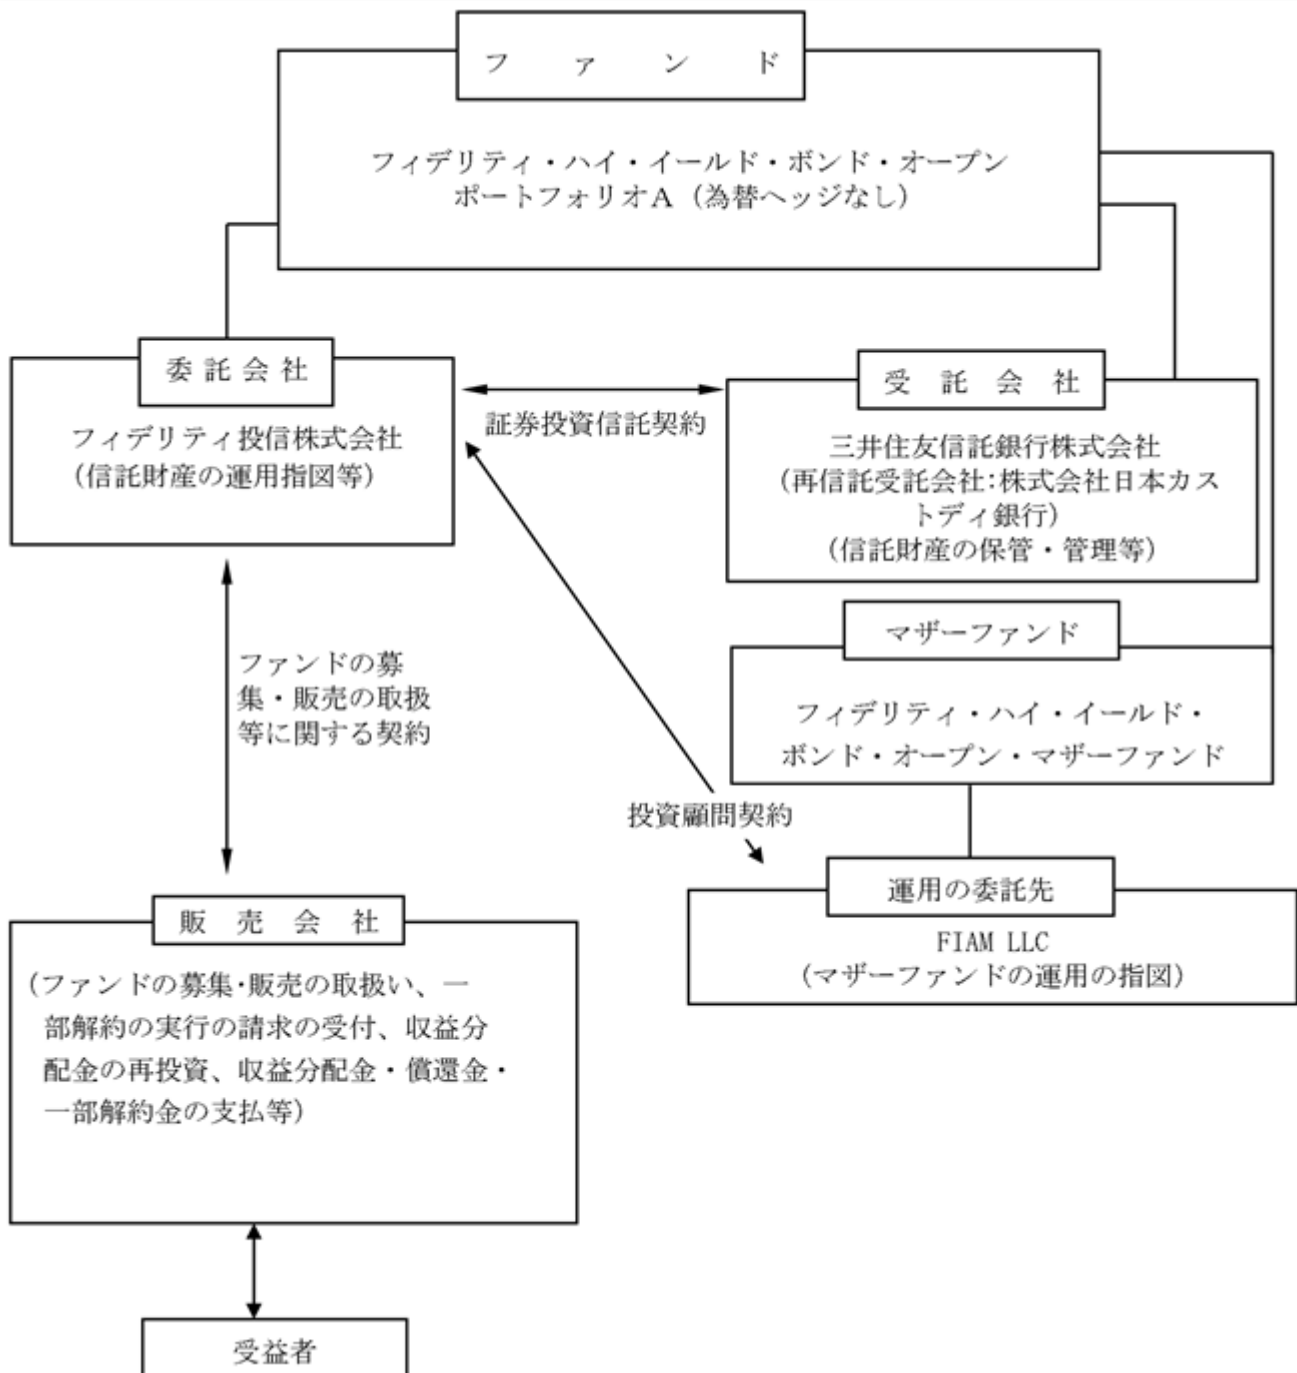 ファンド
フィデリティ・ハイ・イールド・ボンド・オープン
ポートフォリオA（為替ヘッジなし）
委託会社
フィデリティ投信株式会社
（信託財産の運用指図等）
証券投資信託契約
受託会社
三井住友信託銀行株式会社
（再信託受託会社：株式会社日本カス
トディ銀行）
（信託財産の保管・管理等）
マザーファンド
フィデリティ・ハイ・イールド・
ボンド・オープン・マザーファンド
ファンドの募
集・販売の取扱
等に関する契約
投資顧問契約
運用の委託先
FIAM LLC
（マザーファンドの運用の指図）
販売会社
（ファンドの募集・販売の取扱い、一
部解約の実行の請求の受付、収益分
配金の再投資、収益分配金・償還金・
一部解約金の支払等）
受益者